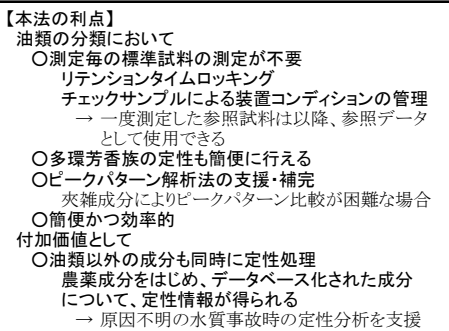 【本法の利点】
油類の分類において
〇測定毎の標準試料の測定が不要
リテンションタイムロッキング
チェックサンプルによる装置コンディションの管理
→ 一度測定した参照試料は以降、参照データ
として使用できる
〇多環芳香族の定性も簡便に行える
〇ピークパターン解析法の支援・補完
夾雑成分によりピークパターン比較が困難な場合
〇簡便かつ効率的
付加価値として
〇油類以外の成分も同時に定性処理
農薬成分をはじめ、データベース化された成分
について、定性情報が得られる
→ 原因不明の水質事故時の定性分析を支援